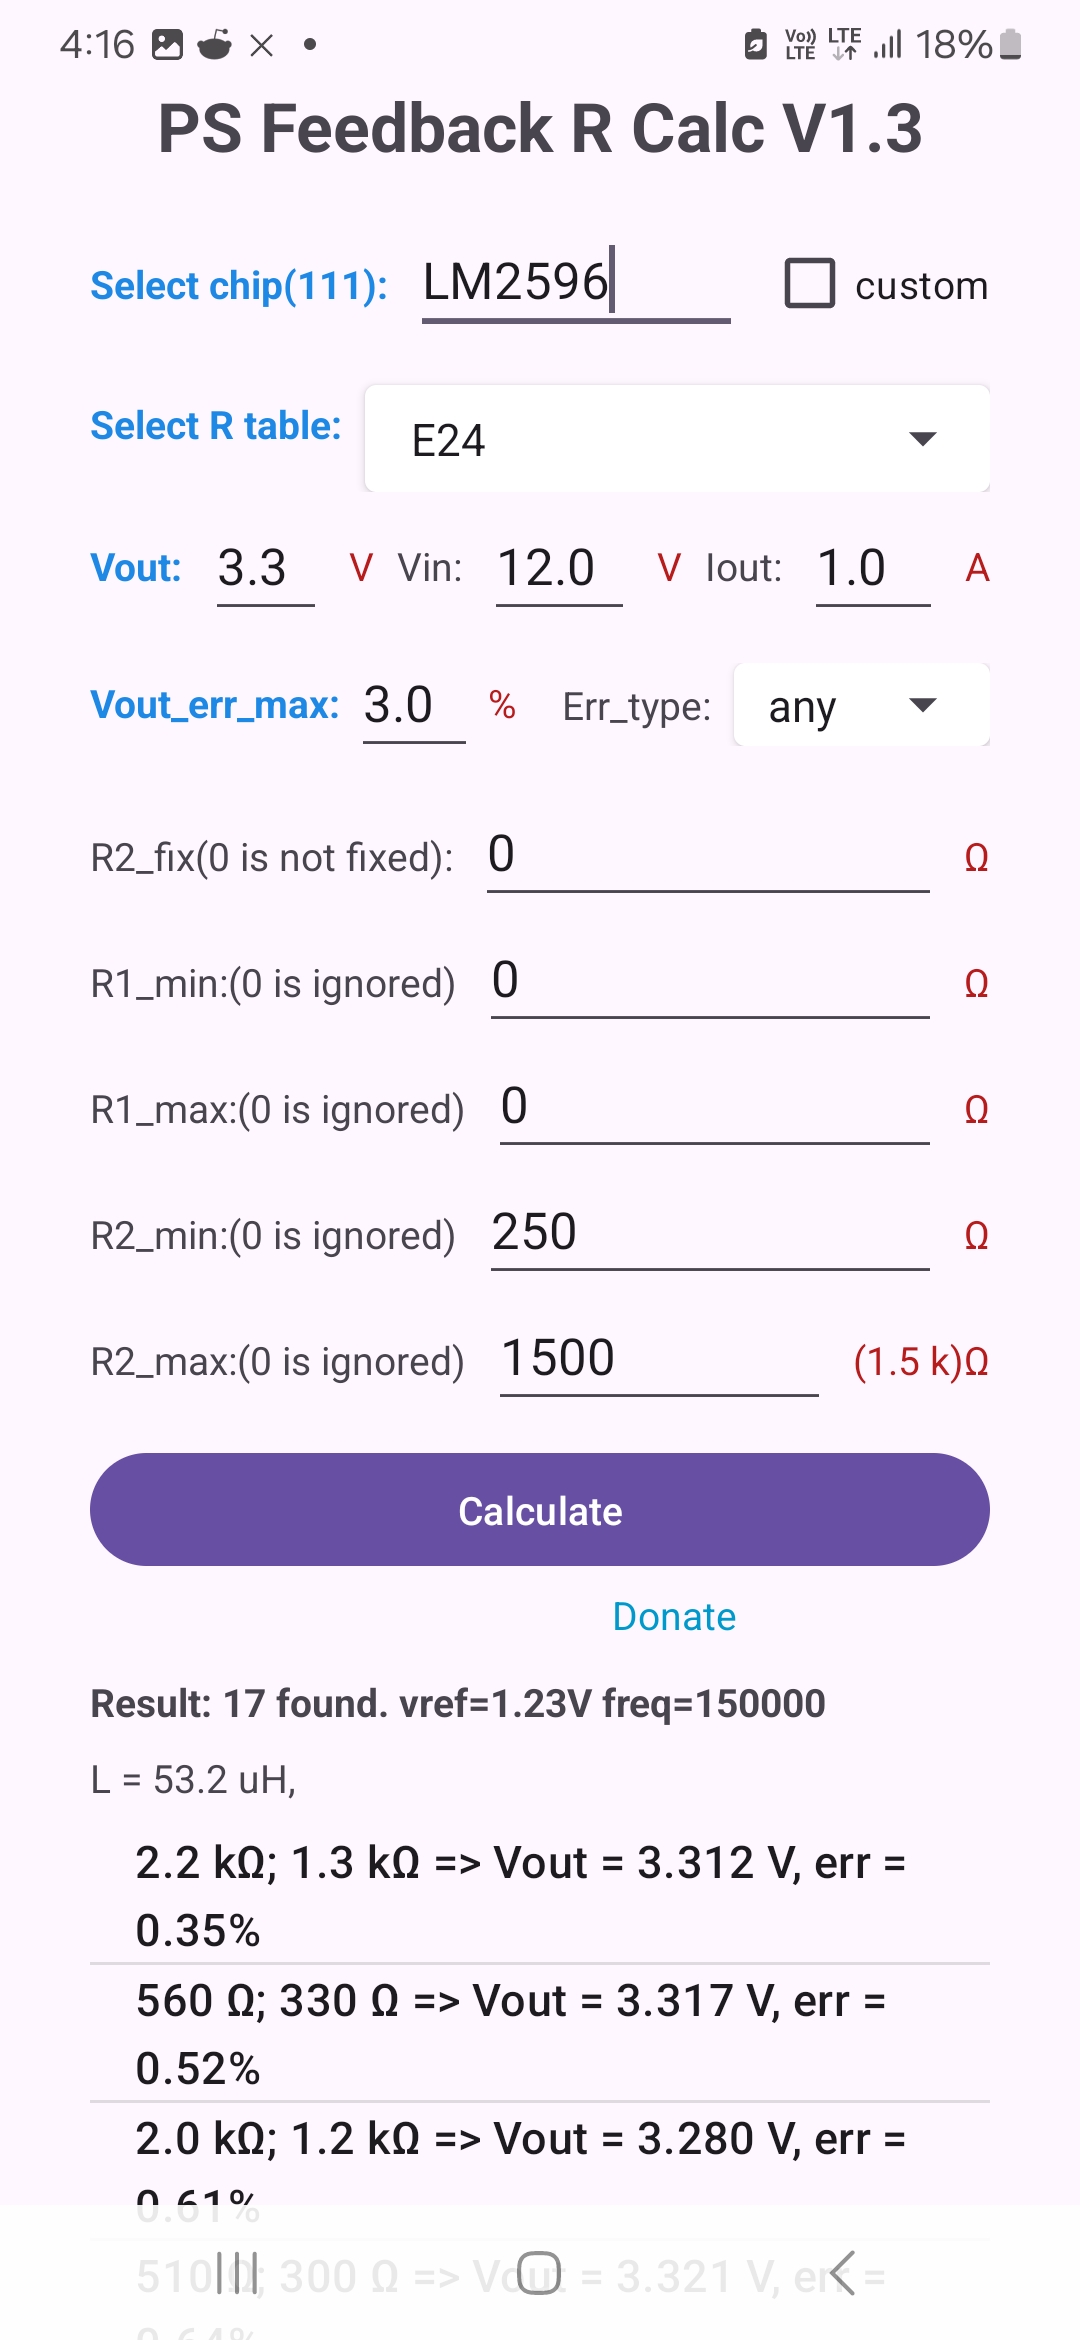 4:16
Vo)) LTE
LTE
18%
PS Feedback R Calc V1.3
Select chip(111): LM2596 custom
Select R table: E24
Vout: 3.3 V Vin: 12.0 V Iout: 1.0 A
Vout_err_max: 3.0 % Err_type: any
R2_fix(0 is not fixed): 0 Ω
R1_min:(0 is ignored) 0 Ω
R1_max:(0 is ignored) 0 Ω
R2_min:(0 is ignored) 250 Ω
R2_max:(0 is ignored) 1500 (1.5 k)Ω
Calculate
Donate
Result: 17 found. vref=1.23V freq=150000
L = 53.2 uH,
2.2 kΩ; 1.3 kΩ => Vout = 3.312 V, err =
0.35%
560 Ω; 330 Ω => Vout = 3.317 V, err =
0.52%
2.0 kΩ; 1.2 kΩ => Vout = 3.280 V, err =
0.61%
510 Ω; 300 Ω => Vout = 3.321 V, err =
0.64%